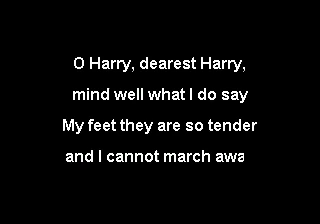 O Harry, dearest Harry,
mind well what I do say
My feet they are so tender
and I cannot march awa